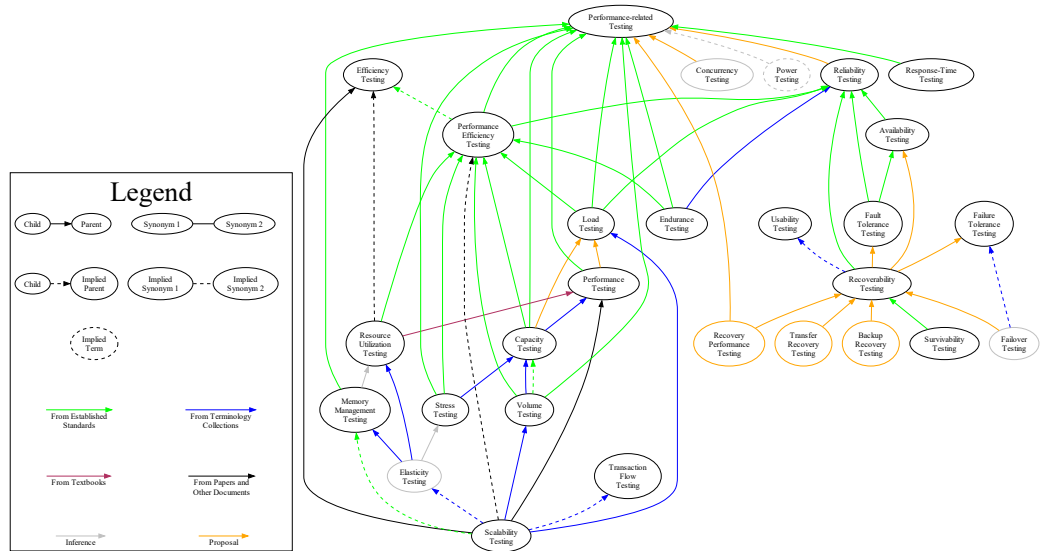 Performance-related
Testing
Efficiency
Testing
Concurrency
Testing
Power
Testing
Reliability
Testing
Response-Time
Testing
Performance
Efficiency
Testing
Availability
Testing
Legend
Child
Parent
Synonym 1
Synonym 2
Load
Testing
Endurance
Testing
Usability
Testing
Fault
Tolerance
Testing
Failure
Tolerance
Testing
Child
Implied
Parent
Implied
Synonym 1
Implied
Synonym 2
Performance
Testing
Recoverability
Testing
Implied
Term
Resource
Utilization
Testing
Capacity
Testing
Recovery
Performance
Testing
Transfer
Recovery
Testing
Backup
Recovery
Testing
Survivability
Testing
Failover
Testing
From Established
Standards
From Terminology
Collections
Memory
Management
Testing
Stress
Testing
Volume
Testing
From Textbooks
From Papers and
Other Documents
Elasticity
Testing
Transaction
Flow
Testing
Inference
Proposal
Scalability
Testing